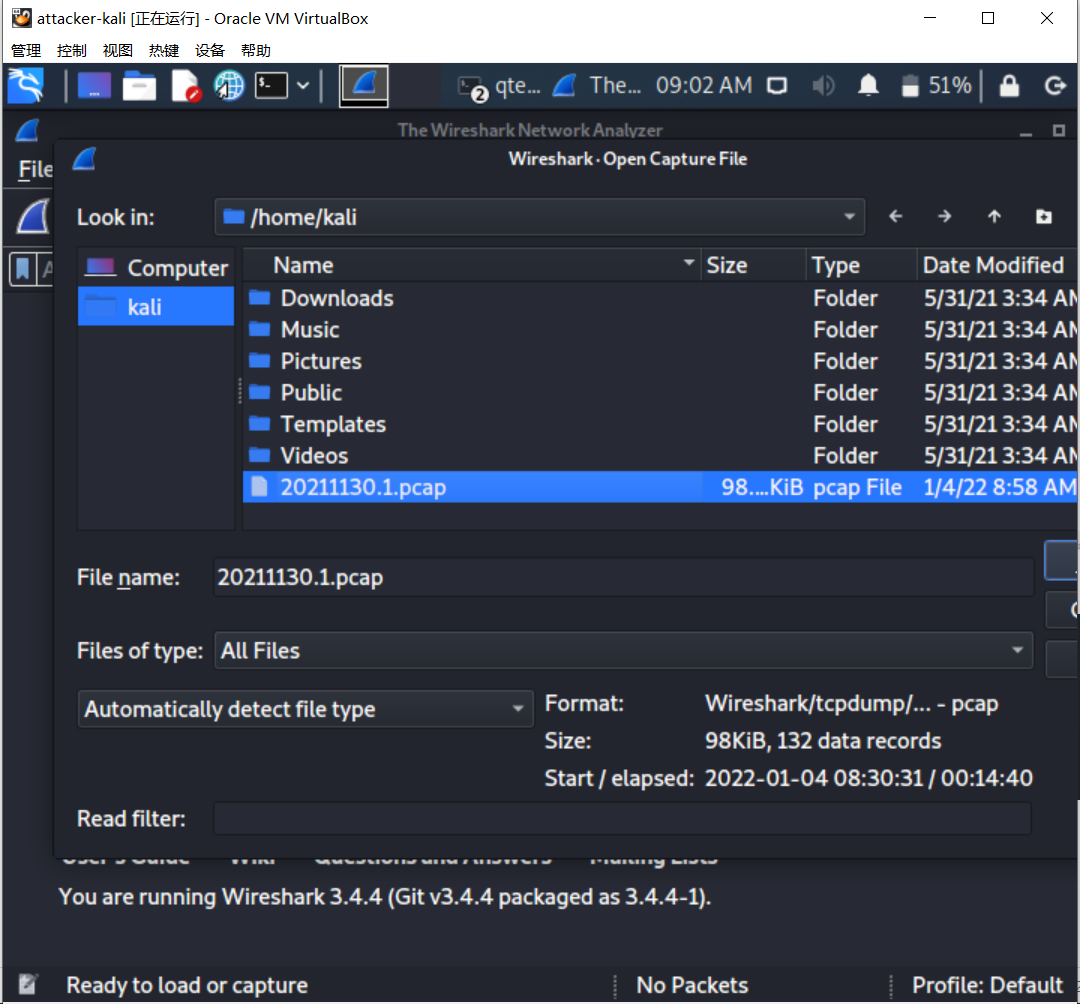 attacker-kali [正在运行] - Oracle VM VirtualBox
管理 控制 视图 热键 设备 帮助
2 qte... The... 09:02 AM 51%
The Wireshark Network Analyzer
File
Wireshark · Open Capture File
Look in: /home/kali
Computer
kali
Name Size Type Date Modified
Downloads Folder 5/31/21 3:34 AM
Music Folder 5/31/21 3:34 AM
Pictures Folder 5/31/21 3:34 AM
Public Folder 5/31/21 3:34 AM
Templates Folder 5/31/21 3:34 AM
Videos Folder 5/31/21 3:34 AM
20211130.1.pcap 98....KiB pcap File 1/4/22 8:58 AM
File name: 20211130.1.pcap
Files of type: All Files
Automatically detect file type
Format: Wireshark/tcpdump/... - pcap
Size: 98KiB, 132 data records
Start / elapsed: 2022-01-04 08:30:31 / 00:14:40
Read filter:
User's Guide Wiki Questions and Answers Mailing Lists
You are running Wireshark 3.4.4 (Git v3.4.4 packaged as 3.4.4-1).
Ready to load or capture No Packets Profile: Default